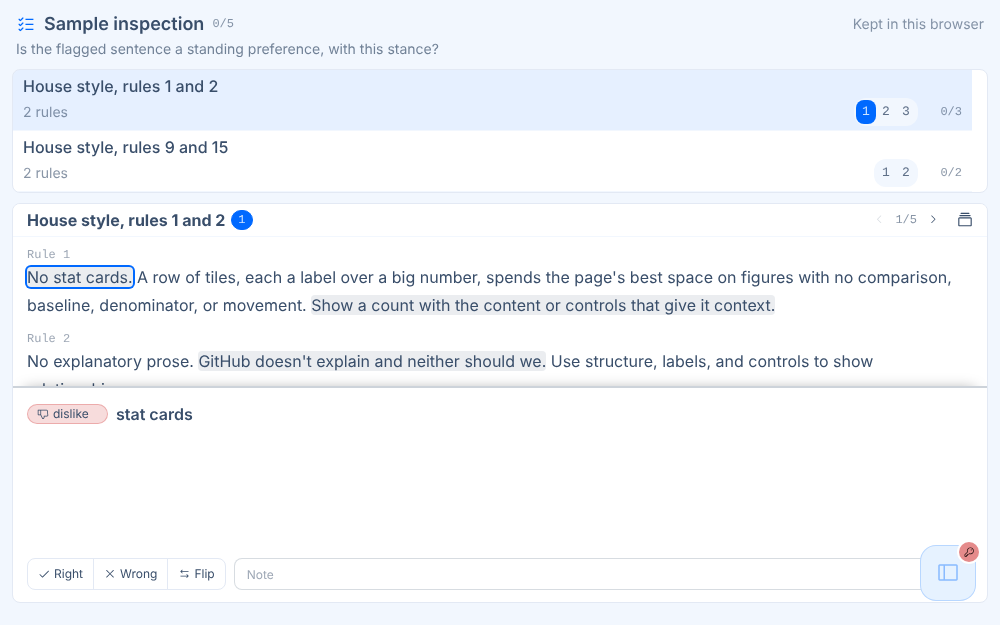 Sample inspection 0/5
Kept in this browser
Is the flagged sentence a standing preference, with this stance?
House style, rules 1 and 2
2 rules
1 2 3 0/3
House style, rules 9 and 15
2 rules
1 2 0/2
House style, rules 1 and 2 1
1/5
Rule 1
No stat cards. A row of tiles, each a label over a big number, spends the page's best space on figures with no comparison,
baseline, denominator, or movement. Show a count with the content or controls that give it context.
Rule 2
No explanatory prose. GitHub doesn't explain and neither should we. Use structure, labels, and controls to show
dislike stat cards
Right Wrong Flip Note